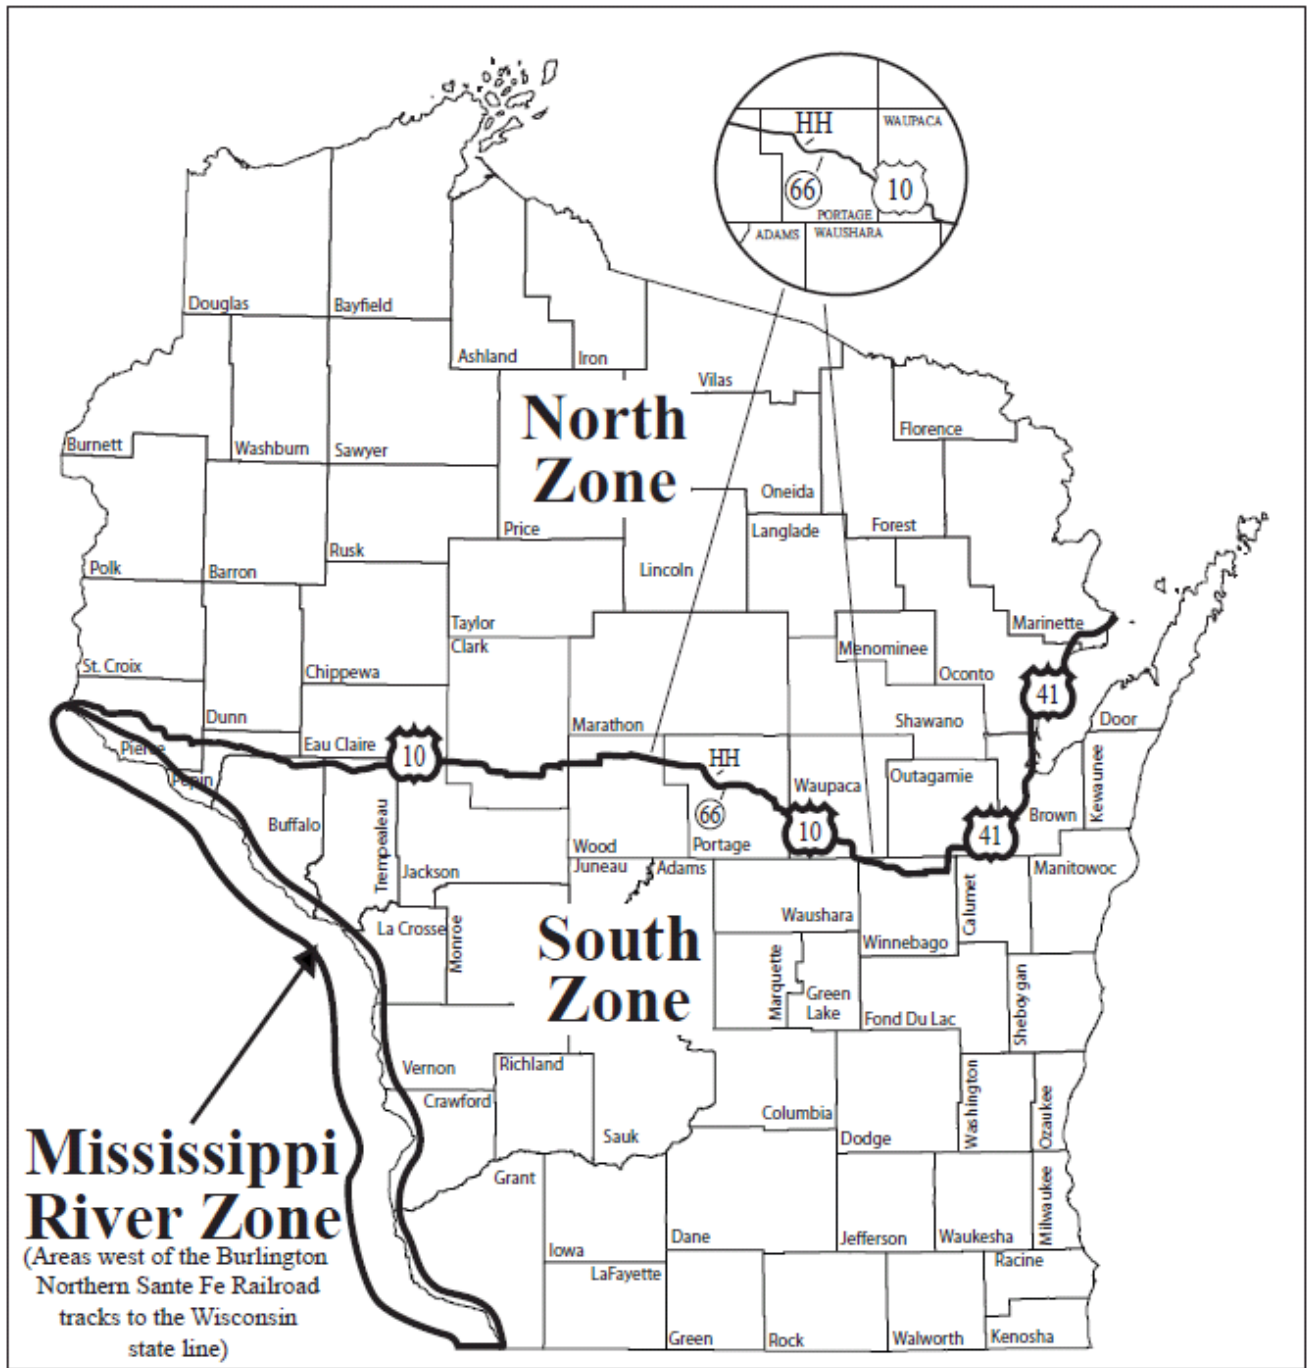 HH
WAUPACA
66
10
PORTAGE
ADAMS
WAUSHARA
Douglas
Bayfield
Ashland
Iron
Vilas
North
Zone
Florence
Burnett
Washburn
Sawyer
Oneida
Price
Langlade
Forest
Rusk
Polk
Barron
Lincoln
Taylor
Marinette
Clark
Menominee
St. Croix
Chippewa
Oconto
41
Dunn
Marathon
Shawano
Door
Pierce
Eau Claire
10
HH
Pepin
Waupaca
Outagamie
Kewaunee
66
Buffalo
10
41
Brown
Trempealeau
Wood
Portage
Jackson
Juneau
Adams
Manitowoc
Calumet
La Crosse
Monroe
Waushara
South
Zone
Winnebago
Marquette
Green
Lake
Fond Du Lac
Sheboygan
Vernon
Richland
Crawford
Columbia
Washington
Ozaukee
Sauk
Dodge
Mississippi
River Zone
(Areas west of the Burlington
Northern Sante Fe Railroad
tracks to the Wisconsin
state line)
Grant
Iowa
Dane
Jefferson
Waukesha
Milwaukee
LaFayette
Racine
Green
Rock
Walworth
Kenosha